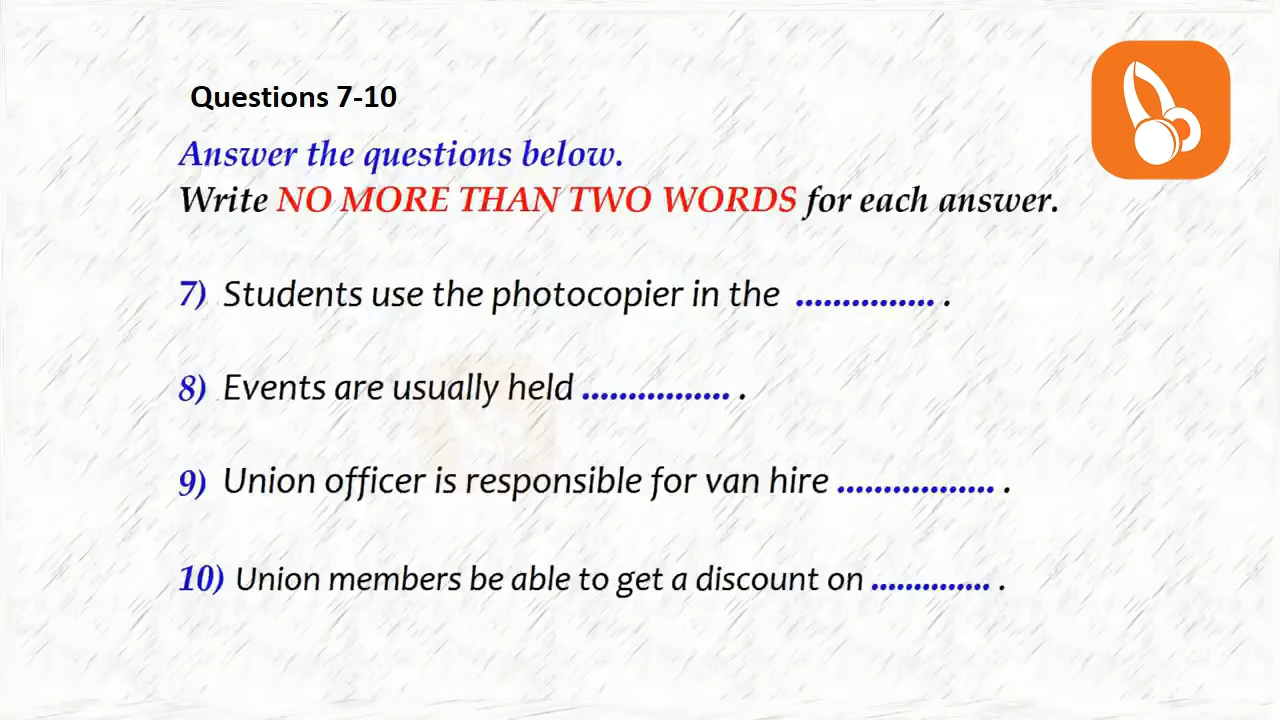 Questions 7-10
Answer the questions below.
Write NO MORE THAN TWO WORDS for each answer.
7) Students use the photocopier in the ............... .
8) Events are usually held ................ .
9) Union officer is responsible for van hire ................. .
10) Union members be able to get a discount on ............. .